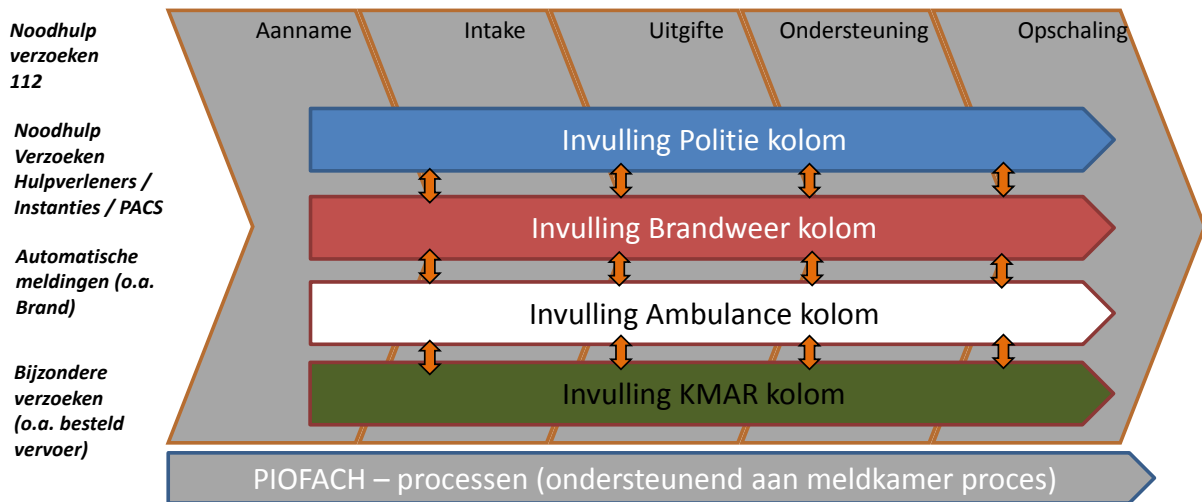 Noodhulp
verzoeken
112
Noodhulp
Verzoeken
Hulpverleners /
Instanties / PACS
Automatische
meldingen (o.a.
Brand)
Bijzondere
verzoeken
(o.a. besteld
vervoer)
Aanname
Intake
Uitgifte
Ondersteuning
Opschaling
Invulling Politie kolom
Invulling Brandweer kolom
Invulling Ambulance kolom
Invulling KMAR kolom
PIOFACH – processen (ondersteunend aan meldkamer proces)